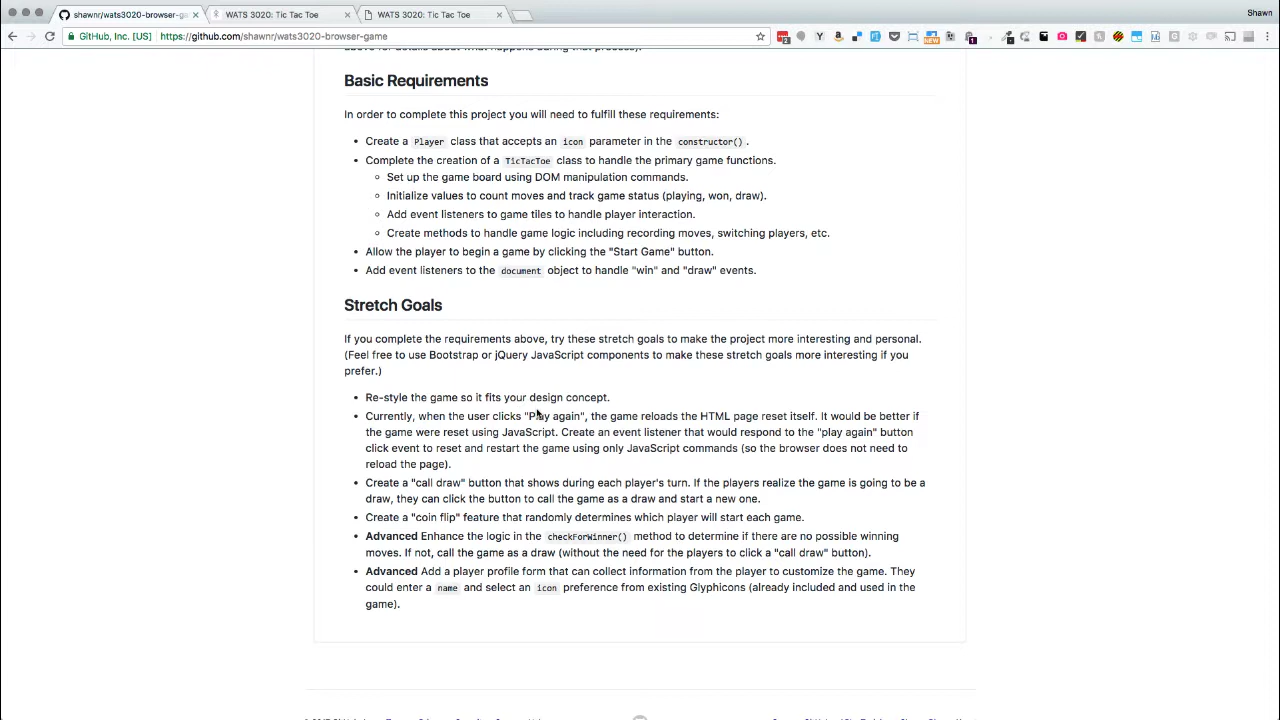 shawnr/wats3020-browser-ga
WATS 3020: Tic Tac Toe
WATS 3020: Tic Tac Toe
Shawn
GitHub, Inc. [US]
https://github.com/shawnr/wats3020-browser-game
above for details about what happens during that process).
Basic Requirements
In order to complete this project you will need to fulfill these requirements:
• Create a Player class that accepts an icon parameter in the constructor().
• Complete the creation of a TicTacToe class to handle the primary game functions.
Set up the game board using DOM manipulation commands.
Initialize values to count moves and track game status (playing, won, draw).
Add event listeners to game tiles to handle player interaction.
Create methods to handle game logic including recording moves, switching players, etc.
• Allow the player to begin a game by clicking the "Start Game" button.
• Add event listeners to the document object to handle "win" and "draw" events.
Stretch Goals
If you complete the requirements above, try these stretch goals to make the project more interesting and personal.
(Feel free to use Bootstrap or jQuery JavaScript components to make these stretch goals more interesting if you
prefer.)
• Re-style the game so it fits your design concept.
• Currently, when the user clicks "Play again", the game reloads the HTML page reset itself. It would be better if
the game were reset using JavaScript. Create an event listener that would respond to the "play again" button
click event to reset and restart the game using only JavaScript commands (so the browser does not need to
reload the page).
• Create a "call draw" button that shows during each player's turn. If the players realize the game is going to be a
draw, they can click the button to call the game as a draw and start a new one.
• Create a "coin flip" feature that randomly determines which player will start each game.
• Advanced Enhance the logic in the checkForWinner() method to determine if there are no possible winning
moves. If not, call the game as a draw (without the need for the players to click a "call draw" button).
• Advanced Add a player profile form that can collect information from the player to customize the game. They
could enter a name and select an icon preference from existing Glyphicons (already included and used in the
game).